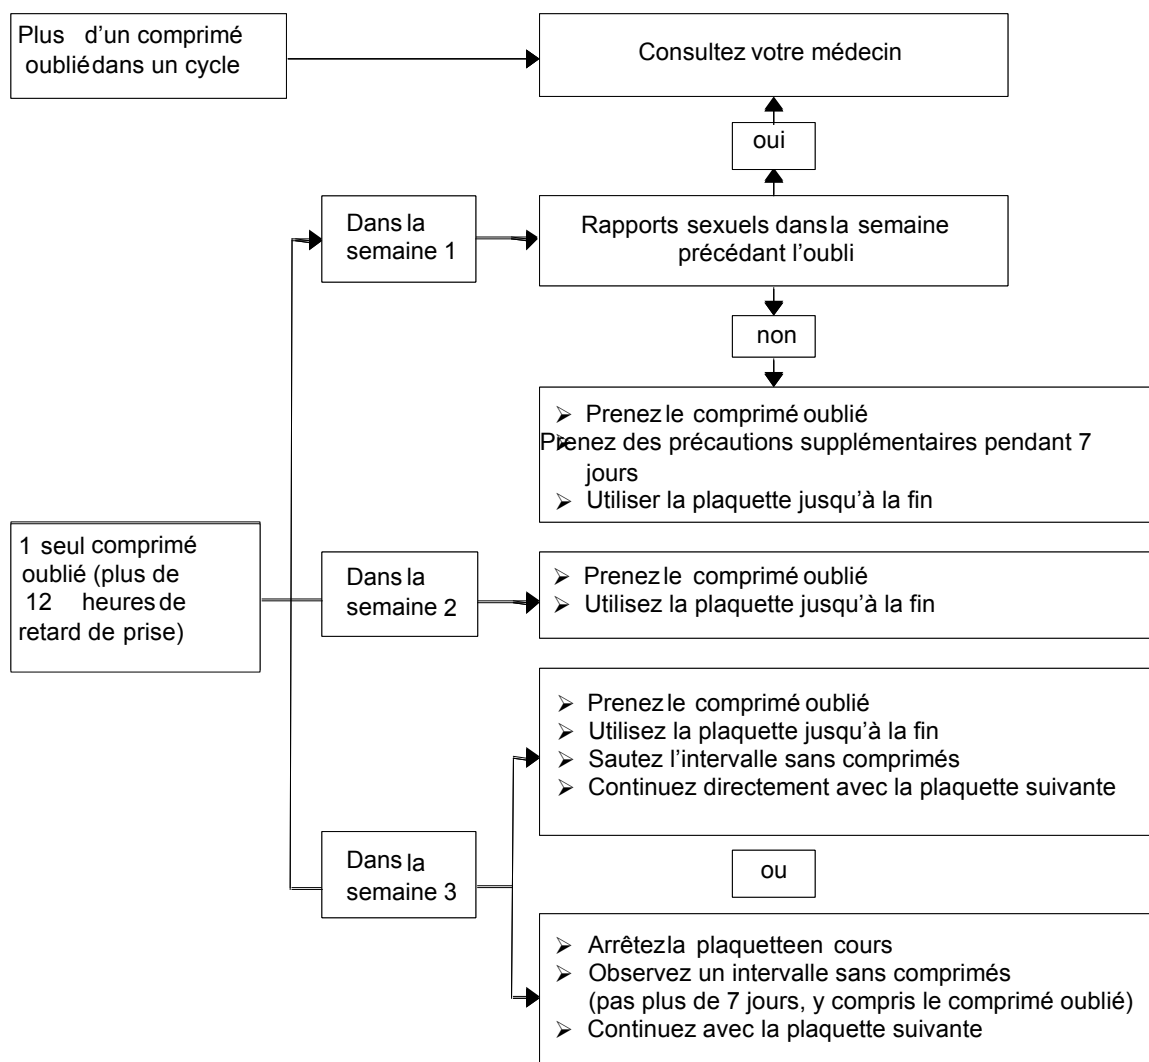 Plus d’un comprimé
oublié dans un cycle
Consultez votre médecin
oui
Dans la
semaine 1
Rapports sexuels dans la semaine
précédant l’oubli
non
➢ Prenez le comprimé oublié
➢ Prenez des précautions supplémentaires pendant 7
jours
➢ Utiliser la plaquette jusqu’à la fin
1 seul comprimé
oublié (plus de
12 heures de
retard de prise)
Dans la
semaine 2
➢ Prenez le comprimé oublié
➢ Utilisez la plaquette jusqu’à la fin
➢ Prenez le comprimé oublié
➢ Utilisez la plaquette jusqu’à la fin
➢ Sautez l’intervalle sans comprimés
➢ Continuez directement avec la plaquette suivante
Dans la
semaine 3
ou
➢ Arrêtez la plaquette en cours
➢ Observez un intervalle sans comprimés
(pas plus de 7 jours, y compris le comprimé oublié)
➢ Continuez avec la plaquette suivante